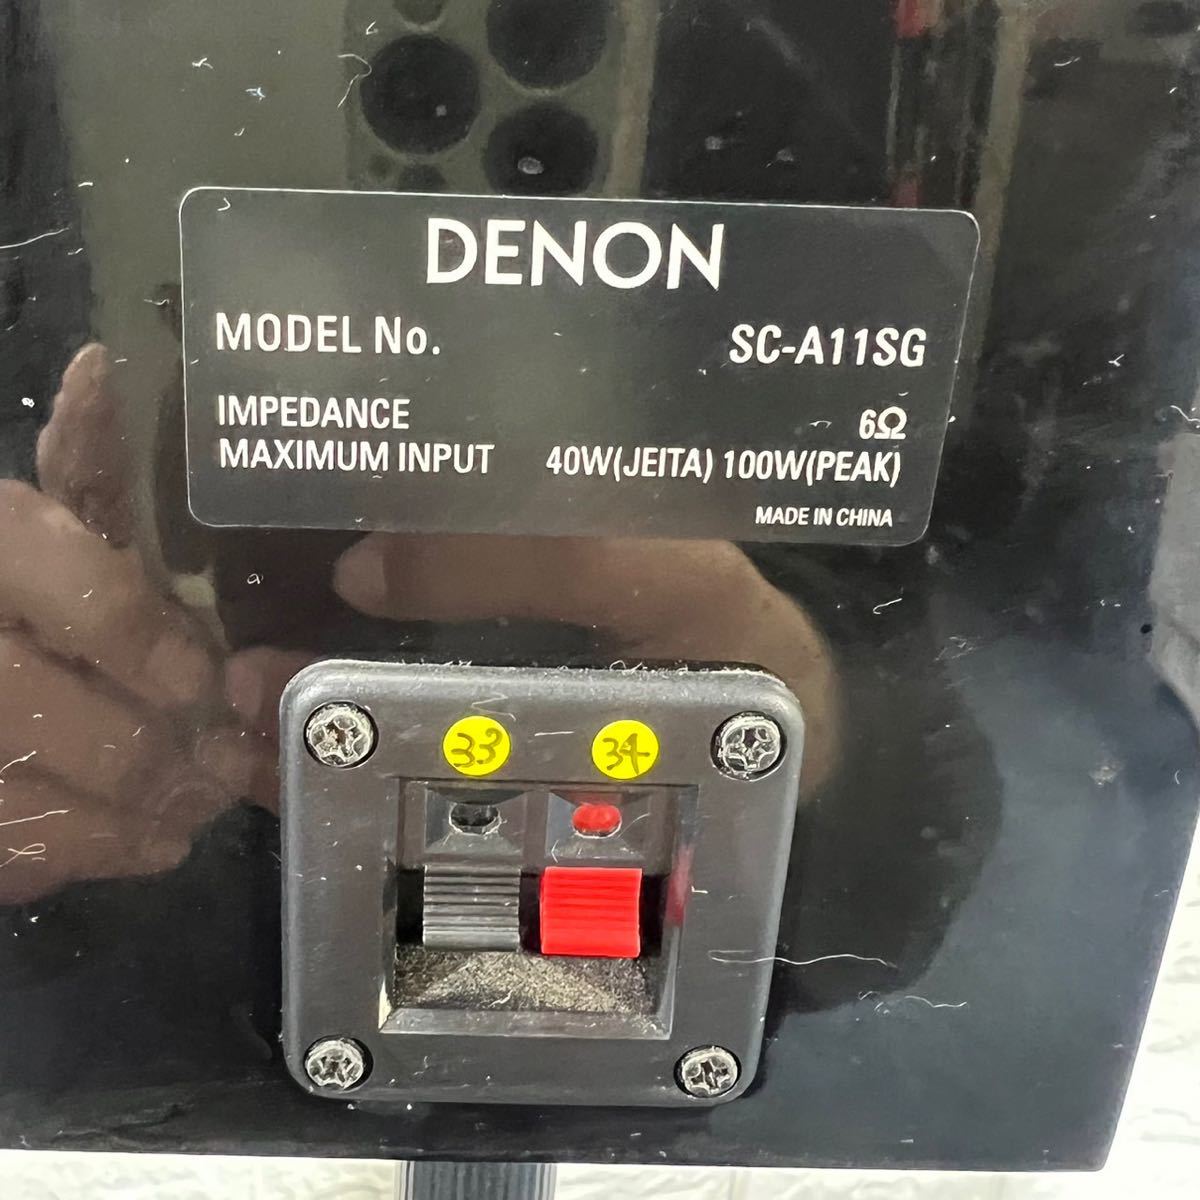 DENON
MODEL No. SC-A11SG
IMPEDANCE 6Ω
MAXIMUM INPUT 40W(JEITA) 100W(PEAK)
MADE IN CHINA
33 34